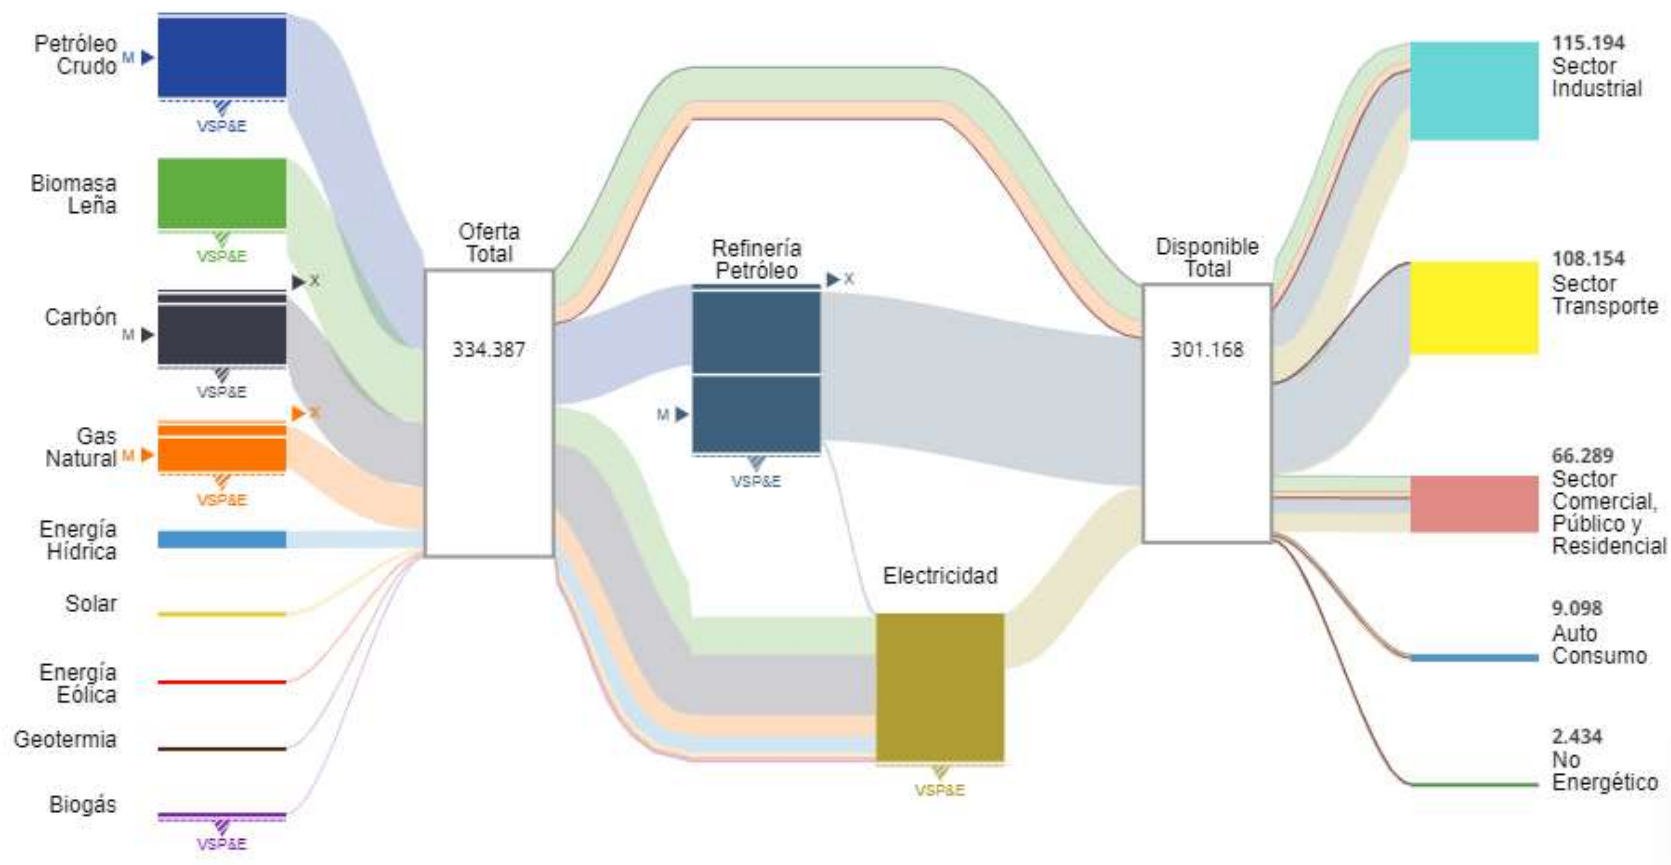 Petróleo
Crudo
M
VSP&E
Biomasa
Leña
VSP&E
X
Carbón
M
VSP&E
X
Gas
Natural
M
VSP&E
Energía
Hídrica
Solar
Energía
Eólica
Geotermia
Biogás
VSP&E
Oferta
Total
334.387
Refinería
Petróleo
X
M
VSP&E
Electricidad
VSP&E
Disponible
Total
301.168
115.194
Sector
Industrial
108.154
Sector
Transporte
66.289
Sector
Comercial,
Público y
Residencial
9.098
Auto
Consumo
2.434
No
Energético